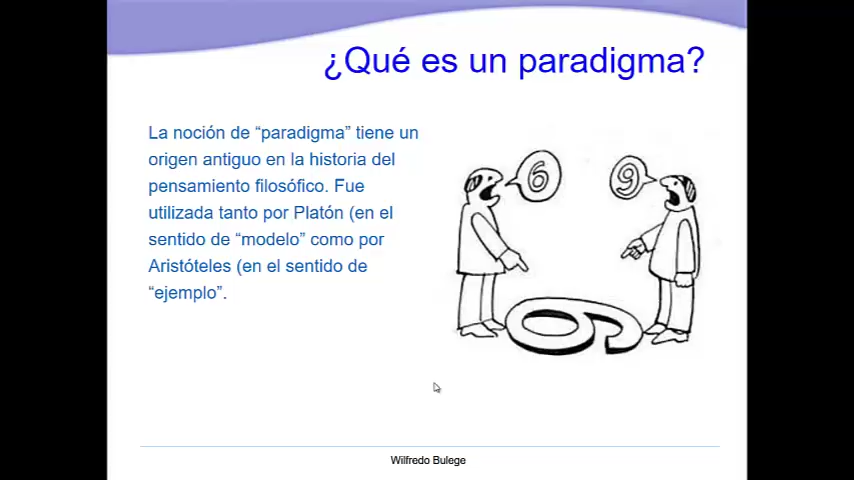 ¿Qué es un paradigma?
La noción de “paradigma” tiene un
origen antiguo en la historia del
pensamiento filosófico. Fue
utilizada tanto por Platón (en el
sentido de “modelo” como por
Aristóteles (en el sentido de
“ejemplo”.
6
9
Wilfredo Bulege